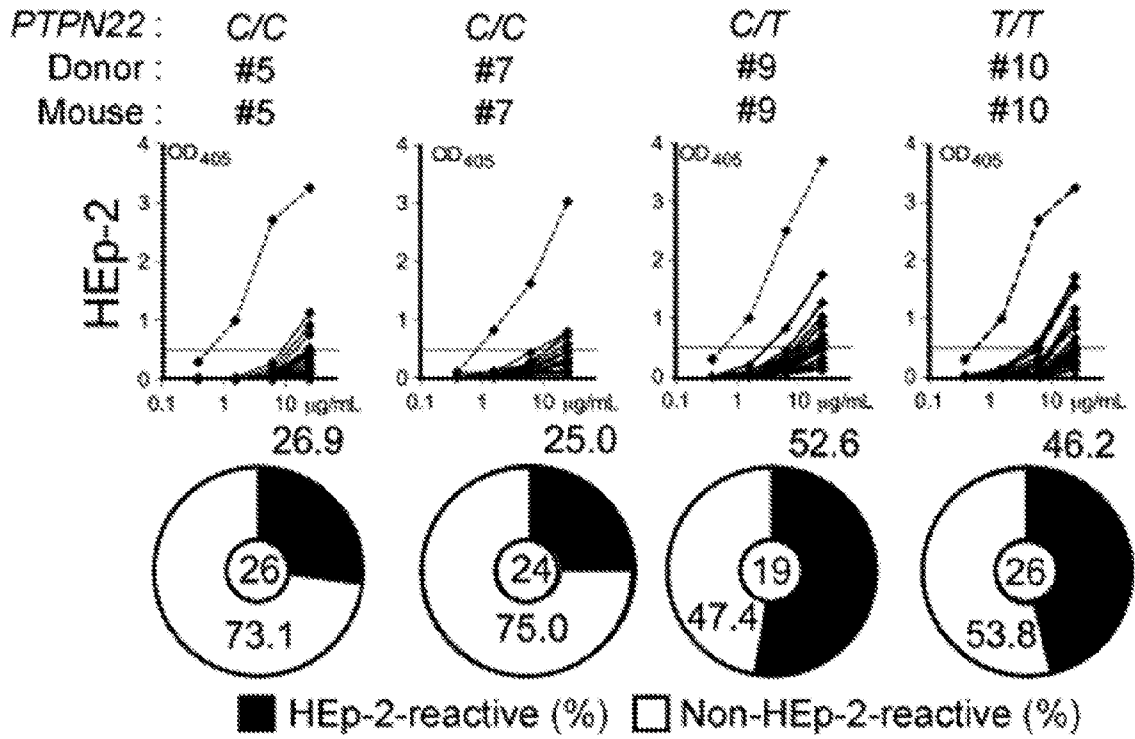 PTPN22 : C/C C/C C/T T/T
Donor : #5 #7 #9 #10
Mouse : #5 #7 #9 #10
4 OD405 4 OD405 4 OD405 4 OD405
3 3 3 3
HEp-2
2 2 2 2
1 1 1 1
0 0 0 0
0.1 1 10 µg/mL 0.1 1 10 µg/mL 0.1 1 10 µg/mL 0.1 1 10 µg/mL
26.9 25.0 52.6 46.2
26 24 19 26
73.1 75.0 47.4 53.8
HEp-2-reactive (%) Non-HEp-2-reactive (%)